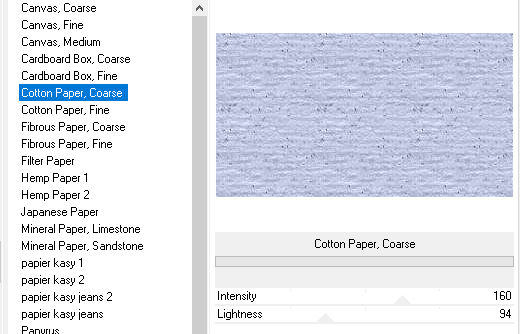 Canvas, Coarse
Canvas, Fine
Canvas, Medium
Cardboard Box, Coarse
Cardboard Box, Fine
Cotton Paper, Coarse
Cotton Paper, Fine
Fibrous Paper, Coarse
Fibrous Paper, Fine
Filter Paper
Hemp Paper 1
Hemp Paper 2
Japanese Paper
Mineral Paper, Limestone
Mineral Paper, Sandstone
papier kasy 1
papier kasy 2
papier kasy jeans 2
papier kasy jeans
Papyrus
Cotton Paper, Coarse
Intensity 160
Lightness 94